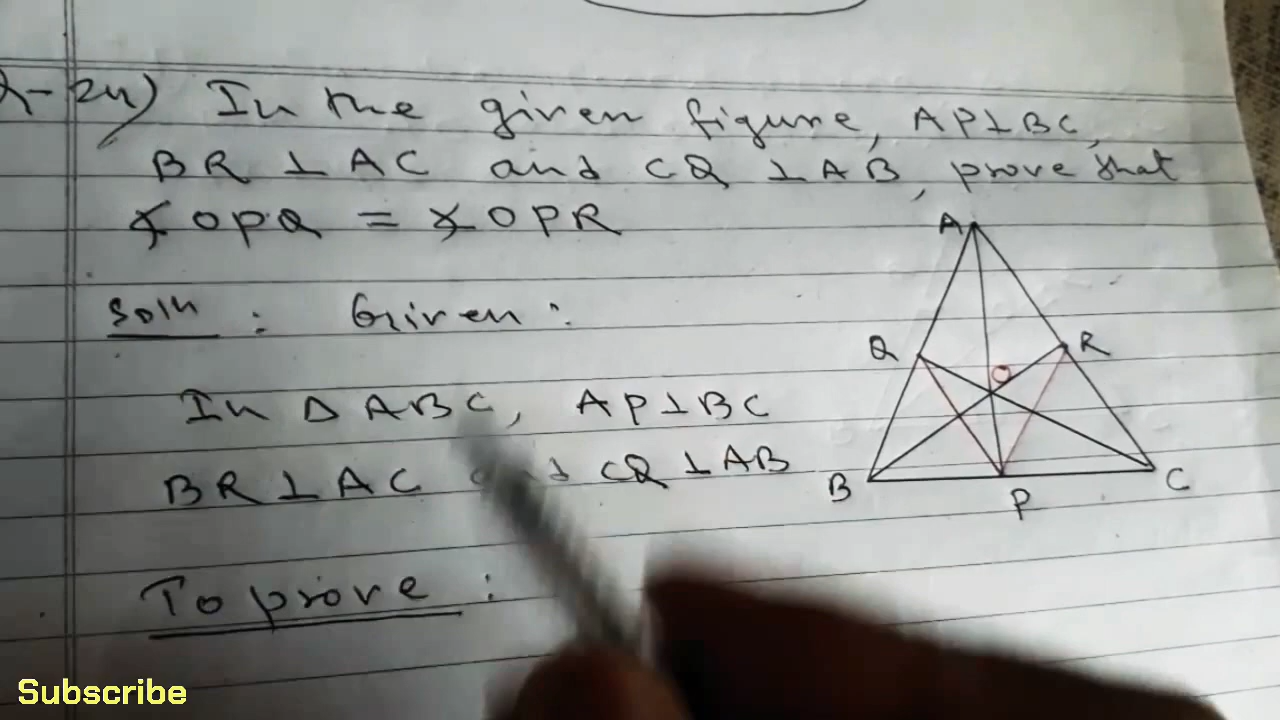 24) In the given figure, AP⊥BC,
BR ⊥ AC and CQ ⊥AB, prove that
∠OPQ = ∠OPR
Soln : Given :
In Δ ABC, AP⊥BC
BR⊥AC CQ⊥AB
To prove :
A
Q
R
O
B
P
C
Subscribe